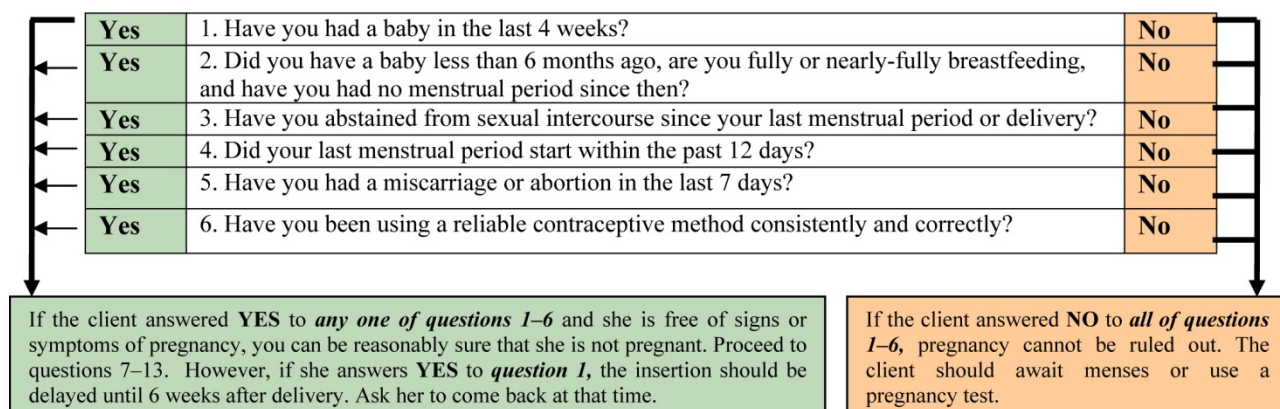 Yes 1. Have you had a baby in the last 4 weeks? No
Yes 2. Did you have a baby less than 6 months ago, are you fully or nearly-fully breastfeeding, No
and have you had no menstrual period since then?
Yes 3. Have you abstained from sexual intercourse since your last menstrual period or delivery? No
Yes 4. Did your last menstrual period start within the past 12 days? No
Yes 5. Have you had a miscarriage or abortion in the last 7 days? No
Yes 6. Have you been using a reliable contraceptive method consistently and correctly? No
If the client answered YES to any one of questions 1–6 and she is free of signs or
symptoms of pregnancy, you can be reasonably sure that she is not pregnant. Proceed to
questions 7–13. However, if she answers YES to question 1, the insertion should be
delayed until 6 weeks after delivery. Ask her to come back at that time.
If the client answered NO to all of questions
1–6, pregnancy cannot be ruled out. The
client should await menses or use a
pregnancy test.